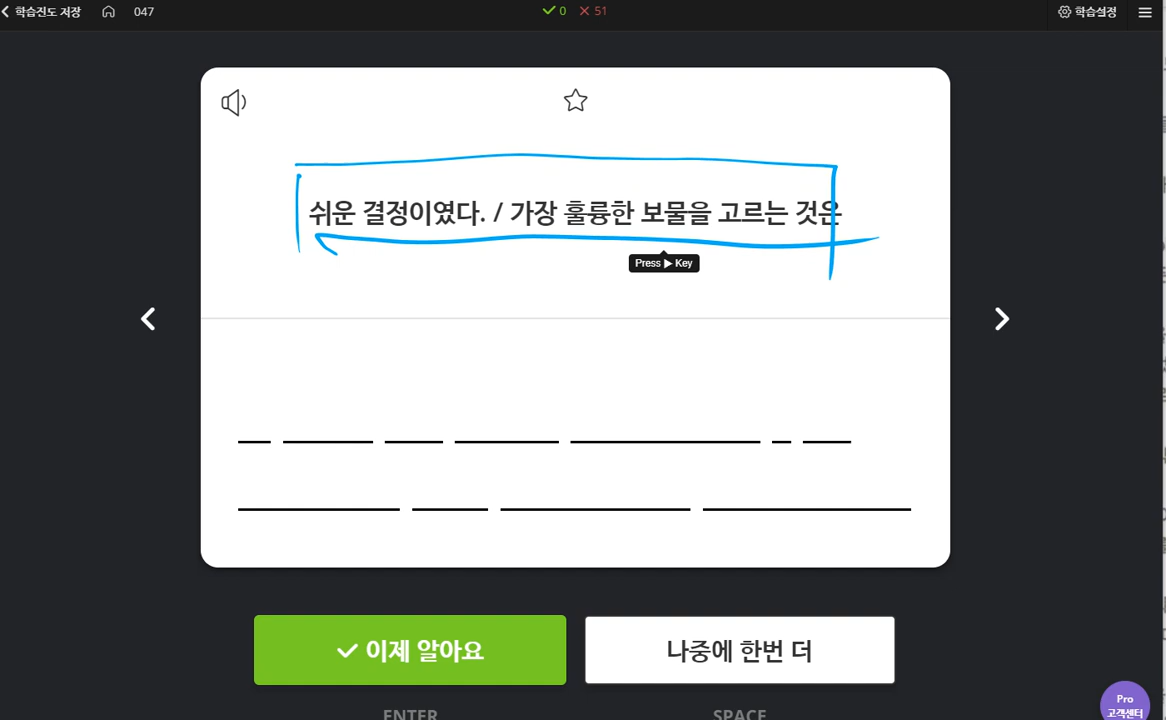 학습진도 저장 047 0 51 학습설정
쉬운 결정이였다. / 가장 훌륭한 보물을 고르는 것은
Press ▶ Key
이제 알아요 나중에 한번 더
ENTER SPACE
Pro
고객센터